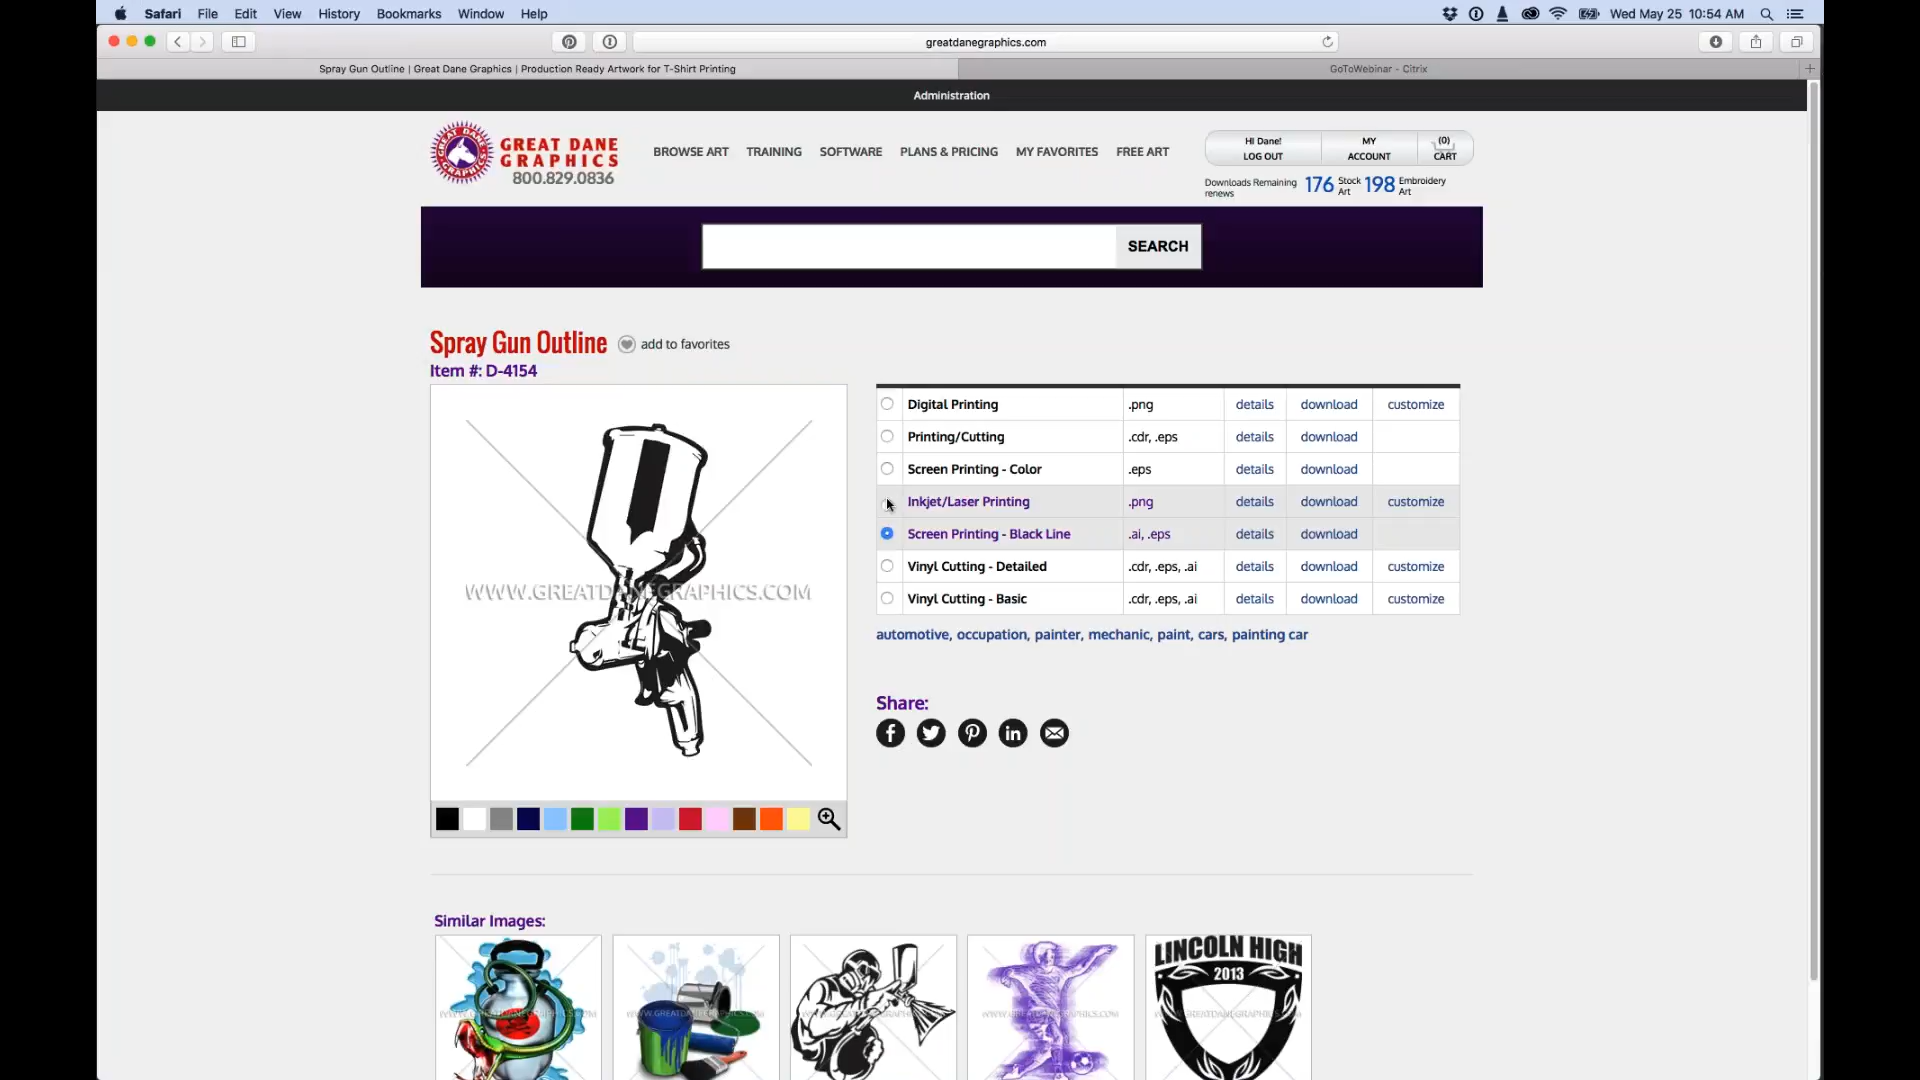 Safari File Edit View History Bookmarks Window Help Wed May 25 10:54 AM
greatdanegraphics.com
Spray Gun Outline | Great Dane Graphics | Production Ready Artwork for T-Shirt Printing GoToWebinar - Citrix
Administration
GREAT DANE
GRAPHICS
800.829.0836
BROWSE ART TRAINING SOFTWARE PLANS & PRICING MY FAVORITES FREE ART
Hi Dane!
LOG OUT
MY
ACCOUNT
(0)
CART
Downloads Remaining
renews
176 Stock Art 198 Embroidery Art
SEARCH
Spray Gun Outline add to favorites
Item #: D-4154
WWW.GREATDANEGRAPHICS.COM
Digital Printing .png details download customize
Printing/Cutting .cdr, .eps details download
Screen Printing - Color .eps details download
Inkjet/Laser Printing .png details download customize
Screen Printing - Black Line .ai, .eps details download
Vinyl Cutting - Detailed .cdr, .eps, .ai details download customize
Vinyl Cutting - Basic .cdr, .eps, .ai details download customize
automotive, occupation, painter, mechanic, paint, cars, painting car
Share:
Similar Images:
LINCOLN HIGH
2013